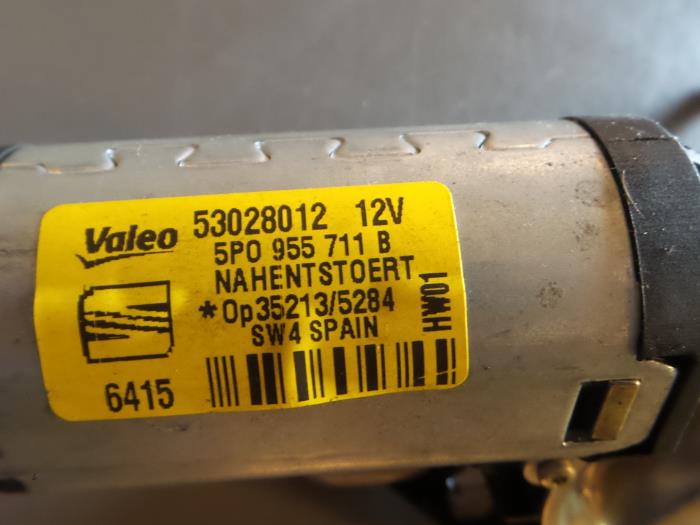 Valeo 53028012 12V
5P0 955 711 B
NAHENTSTOERT
*Op35213/5284
SW4 SPAIN
HW01
6415